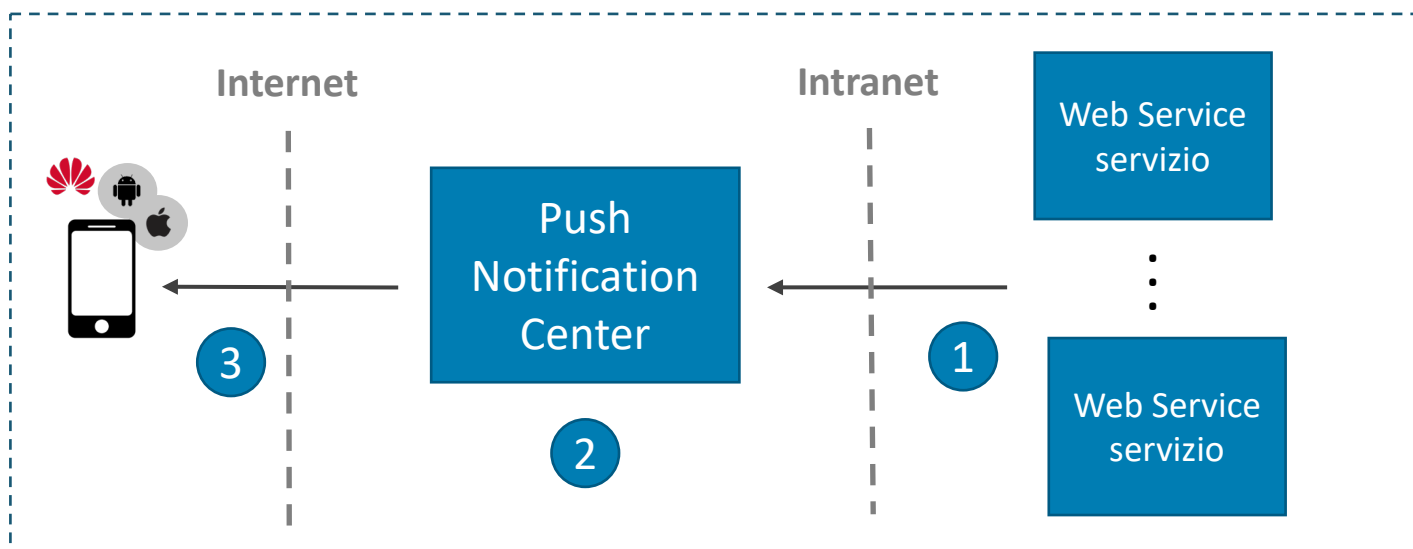 Internet
Intranet
Web Service
servizio
Push
Notification
Center
3
2
1
Web Service
servizio